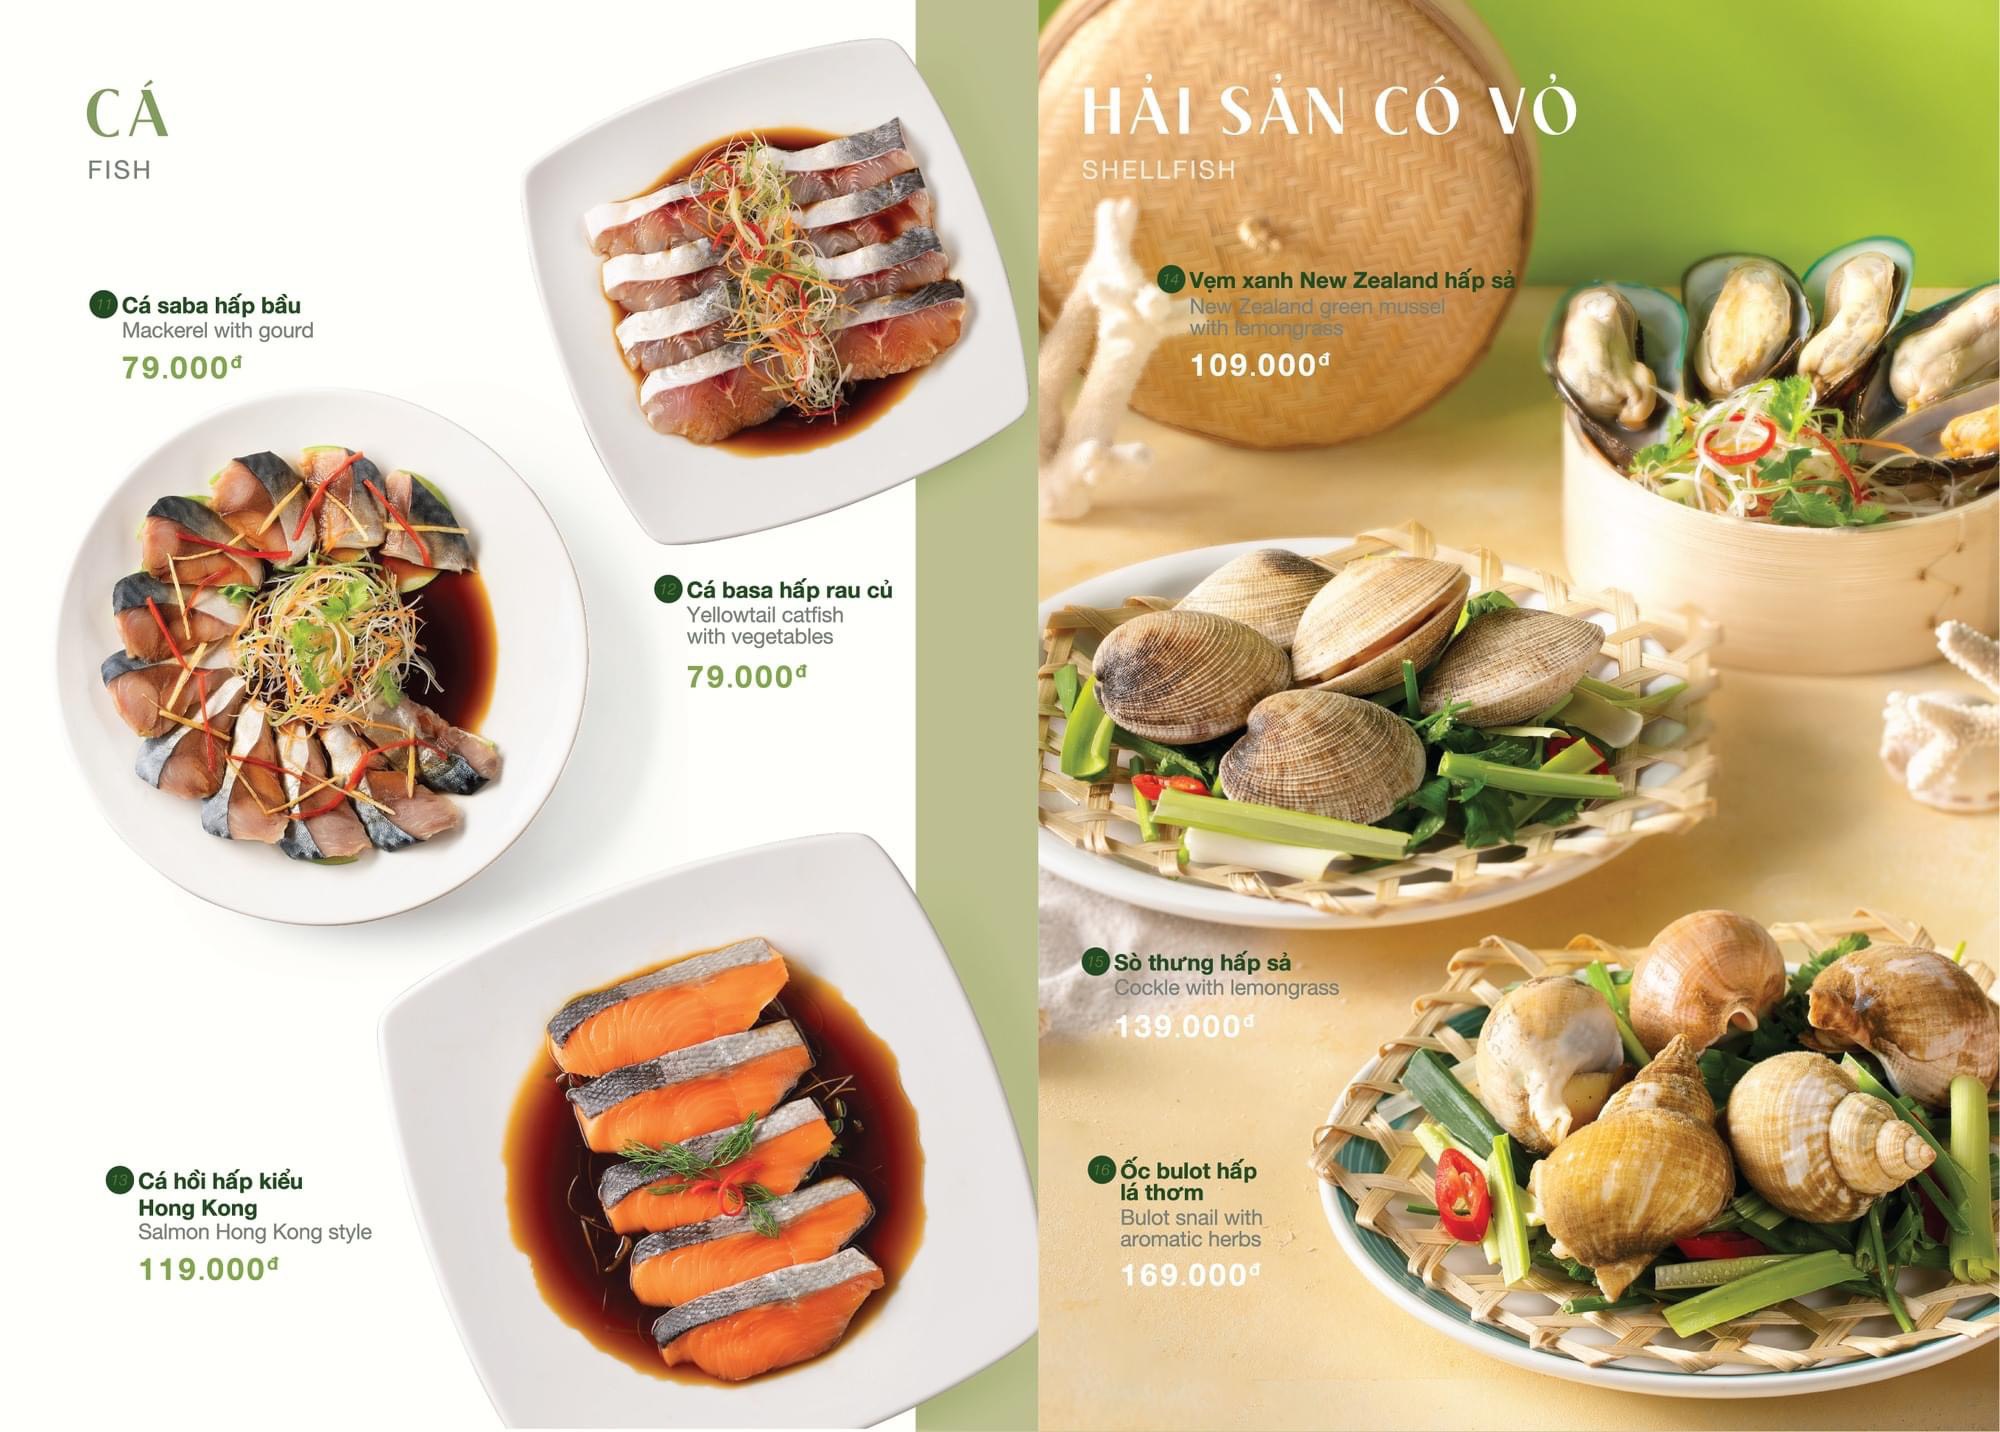 CÁ
FISH
11 Cá saba hấp bầu
Mackerel with gourd
79.000đ
12 Cá basa hấp rau củ
Yellowtail catfish
with vegetables
79.000đ
13 Cá hồi hấp kiểu
Hong Kong
Salmon Hong Kong style
119.000đ
HẢI SẢN CÓ VỎ
SHELLFISH
14 Vẹm xanh New Zealand hấp sả
New Zealand green mussel
with lemongrass
109.000đ
15 Sò thưng hấp sả
Cockle with lemongrass
139.000đ
16 Ốc bulot hấp
lá thơm
Bulot snail with
aromatic herbs
169.000đ